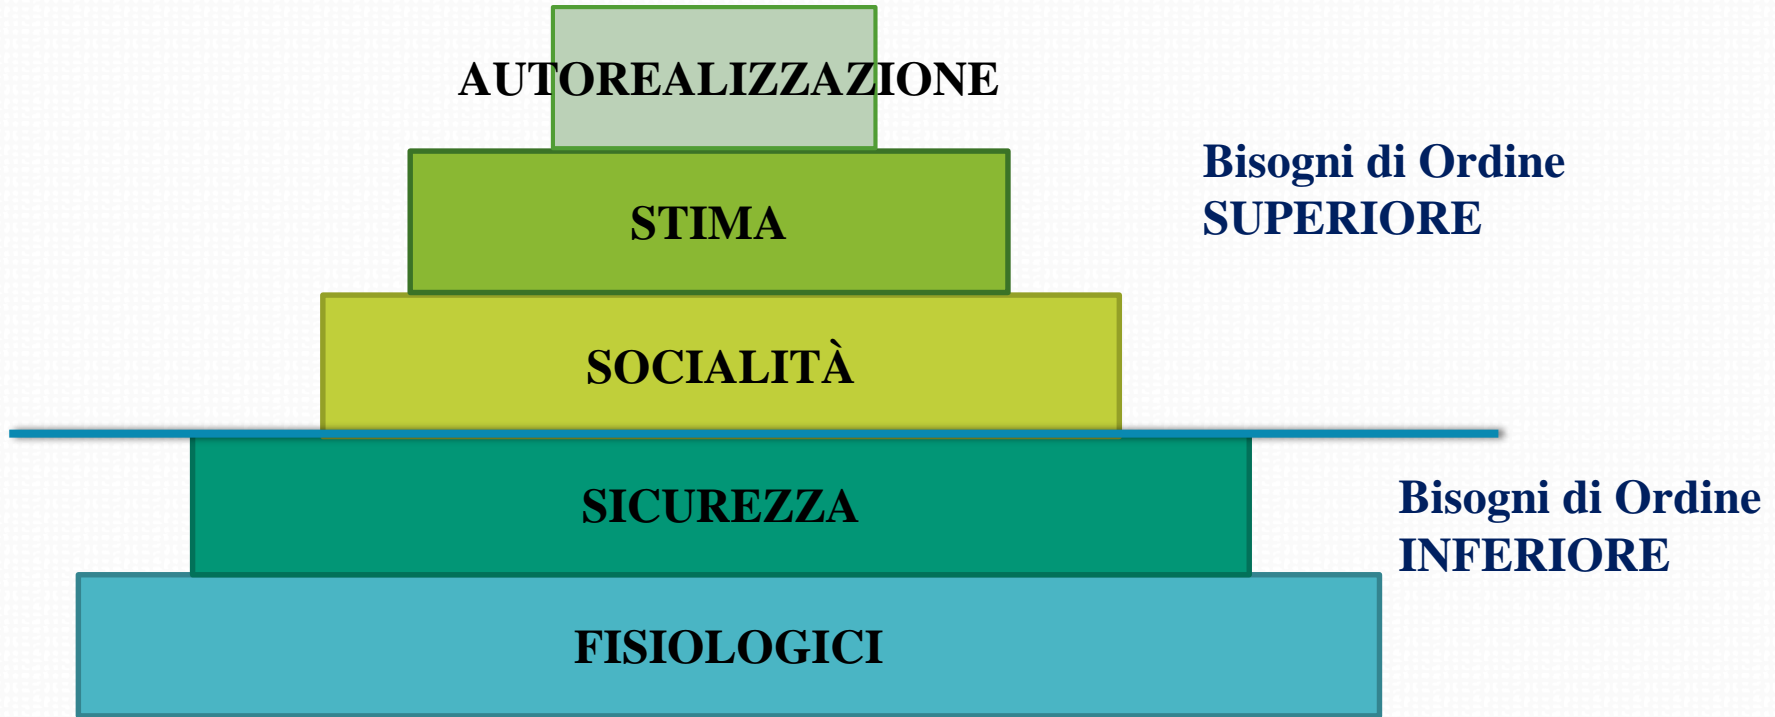 AUTOREALIZZAZIONE
STIMA
Bisogni di Ordine
SUPERIORE
SOCIALITÀ
SICUREZZA
Bisogni di Ordine
INFERIORE
FISIOLOGICI